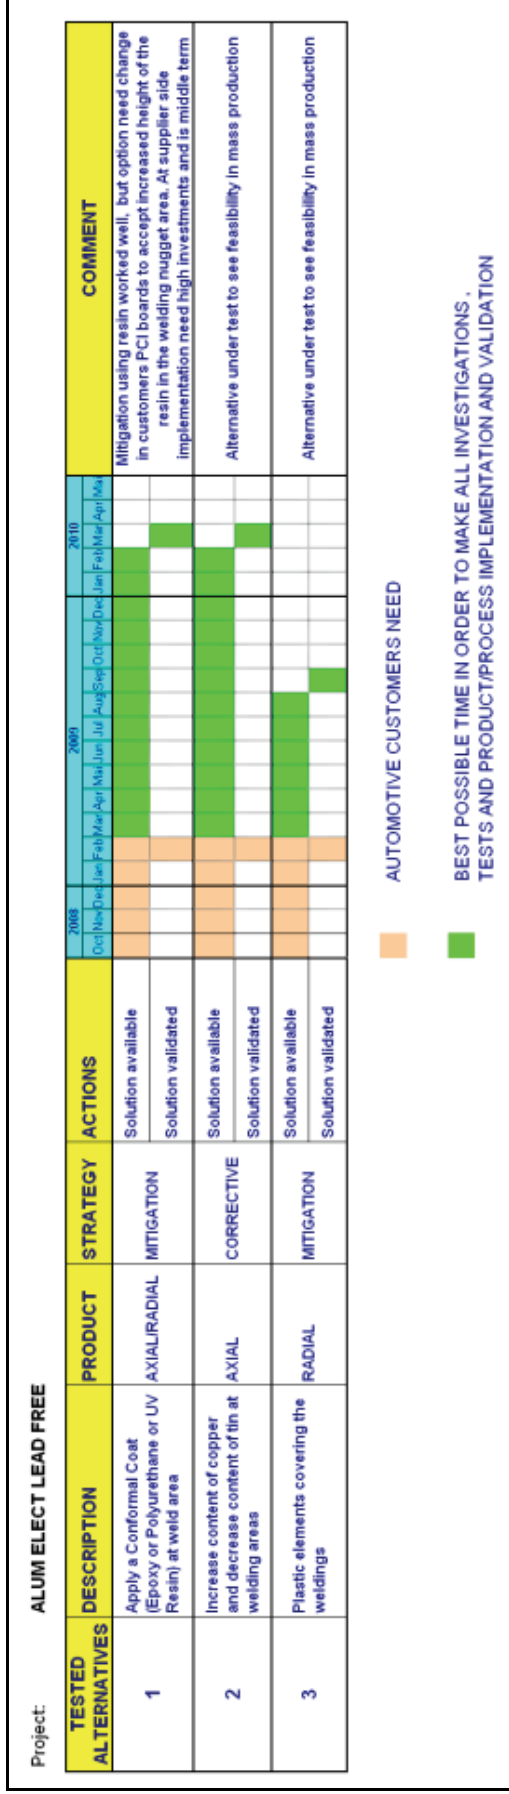 Project: ALUM ELECT LEAD FREE
TESTED
ALTERNATIVES
DESCRIPTION
PRODUCT
STRATEGY
ACTIONS
2008
2009
2010
Oct Nov Dec Jan Feb Mar Apr Mai Jun Jul Aug Sep Oct Nov Dec Jan Feb Mar Apr Mai
COMMENT
1
Apply a Conformal Coat
(Epoxy or Polyurethane or UV
Resin) at weld area
AXIAL/RADIAL
MITIGATION
Solution available
Solution validated
Mitigation using resin worked well, but option need change
in customers PCI boards to accept increased height of the
resin in the welding nugget area. At supplier side
implementation need high investments and is middle term
2
Increase content of copper
and decrease content of tin at
welding areas
AXIAL
CORRECTIVE
Solution available
Solution validated
Alternative under test to see feasibility in mass production
3
Plastic elements covering the
weldings
RADIAL
MITIGATION
Solution available
Solution validated
Alternative under test to see feasibility in mass production
AUTOMOTIVE CUSTOMERS NEED
BEST POSSIBLE TIME IN ORDER TO MAKE ALL INVESTIGATIONS ,
TESTS AND PRODUCT/PROCESS IMPLEMENTATION AND VALIDATION